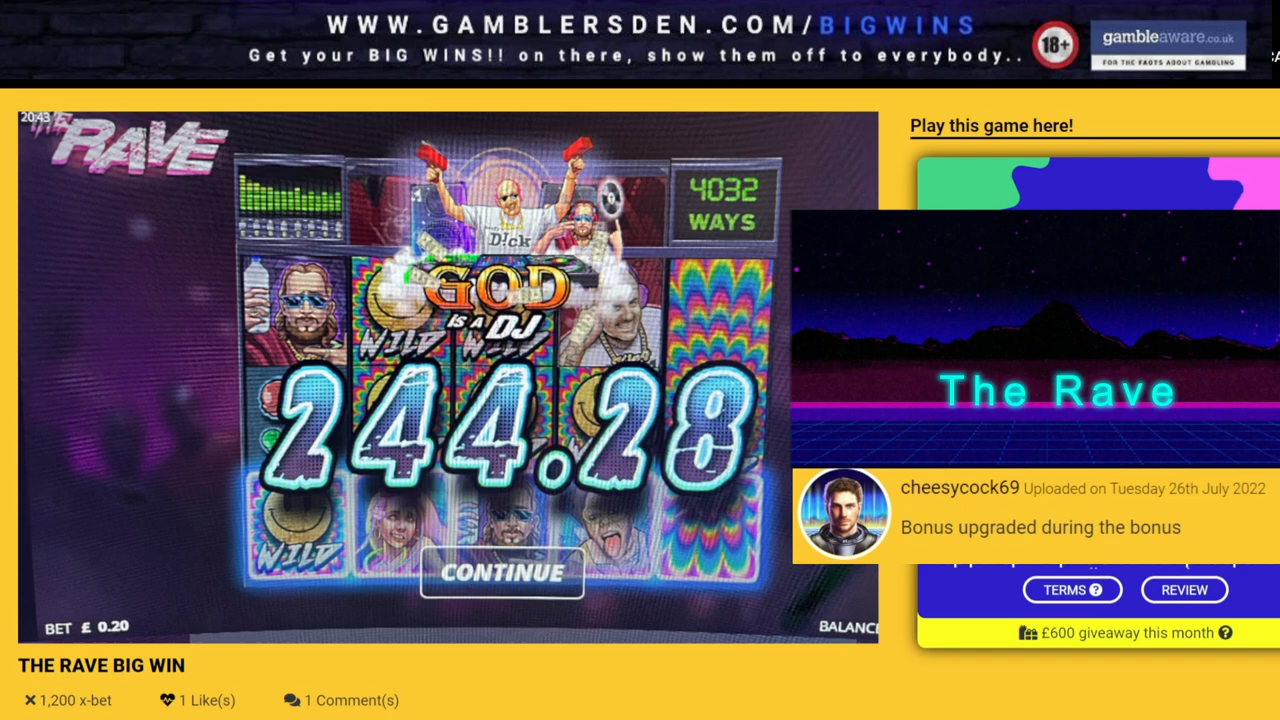 WWW.GAMBLERSDEN.COM/BIGWINS
Get your BIG WINS!! on there, show them off to everybody..
18+
gambleaware.co.uk
FOR THE FACTS ABOUT GAMBLING
Play this game here!
20:43
THE RAVE
4032
WAYS
D!ck
GOD
IS A DJ
WILD
WILD
244.28
WILD
CONTINUE
BET £ 0.20
BALANC
The Rave
cheesycock69 Uploaded on Tuesday 26th July 2022
Bonus upgraded during the bonus
TERMS ?
REVIEW
£600 giveaway this month ?
THE RAVE BIG WIN
1,200 x-bet
1 Like(s)
1 Comment(s)